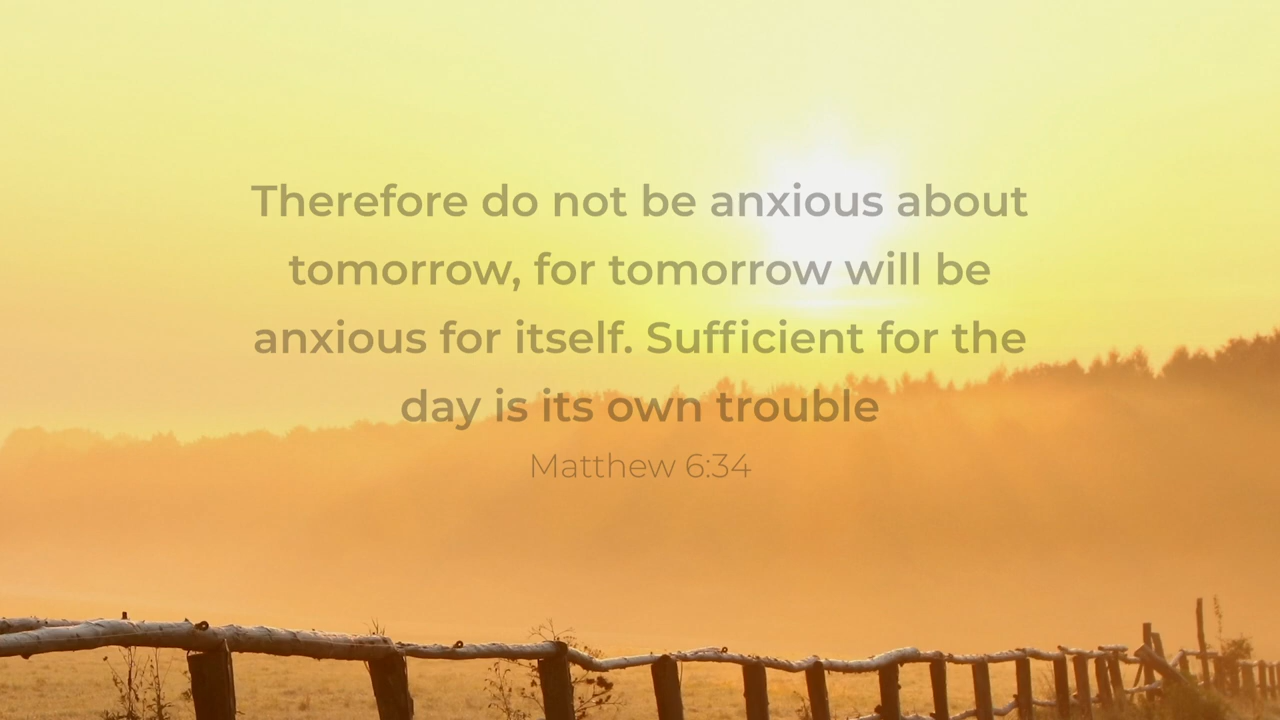 Therefore do not be anxious about
tomorrow, for tomorrow will be
anxious for itself. Sufficient for the
day is its own trouble
Matthew 6:34